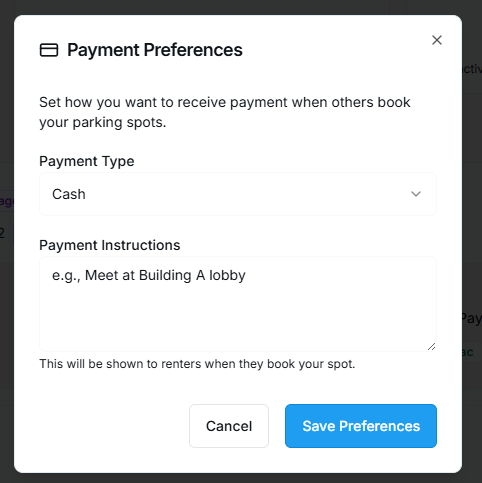 Payment Preferences
Set how you want to receive payment when others book
your parking spots.
Payment Type
Cash
Payment Instructions
e.g., Meet at Building A lobby
This will be shown to renters when they book your spot.
Cancel
Save Preferences